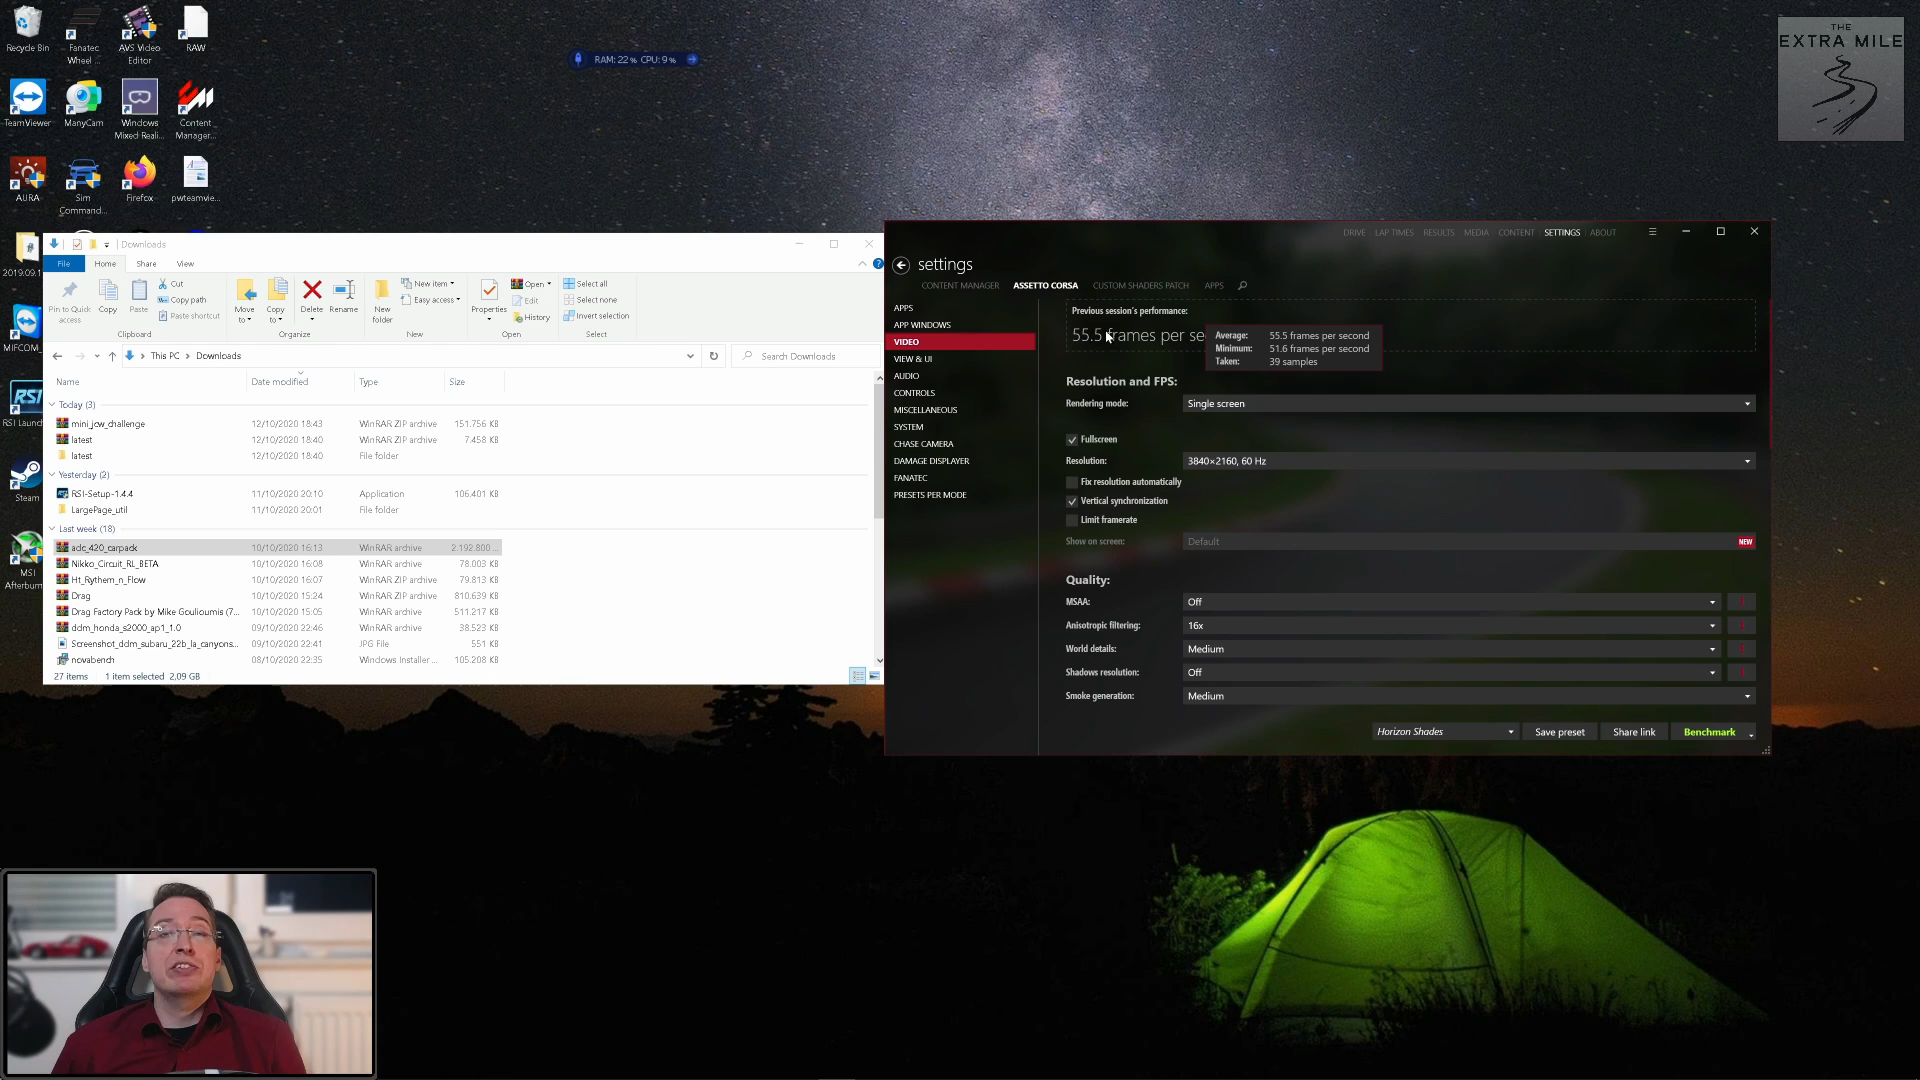 Recycle Bin
Fanatec Wheel ...
AVS Video Editor
RAW
TeamViewer
ManyCam
Windows Mixed Reali...
Content Manager...
AURA
Sim Command...
Firefox
pwteamvie...
2019.09.1
MIFCOM_
RSI Launc
Steam
MSI Afterburn
RAM: 22 % CPU: 9 %
THE
EXTRA MILE
Downloads
File Home Share View
Pin to Quick access
Copy
Paste
Cut
Copy path
Paste shortcut
Move to
Copy to
Delete
Rename
New folder
New item
Easy access
Properties
Open
Edit
History
Select all
Select none
Invert selection
Clipboard Organize New Open Select
This PC Downloads
Search Downloads
Name Date modified Type Size
Today (3)
mini_jcw_challenge 12/10/2020 18:43 WinRAR ZIP archive 151.756 KB
latest 12/10/2020 18:40 WinRAR ZIP archive 7.458 KB
latest 12/10/2020 18:40 File folder
Yesterday (2)
RSI-Setup-1.4.4 11/10/2020 20:10 Application 106.401 KB
LargePage_util 11/10/2020 20:01 File folder
Last week (18)
adc_420_carpack 10/10/2020 16:13 WinRAR archive 2.192.800 ...
Nikko_Circuit_RL_BETA 10/10/2020 16:08 WinRAR archive 78.003 KB
Ht_Rythem_n_Flow 10/10/2020 16:07 WinRAR ZIP archive 79.813 KB
Drag 10/10/2020 15:24 WinRAR ZIP archive 810.639 KB
Drag Factory Pack by Mike Goulioumis (7... 10/10/2020 15:05 WinRAR archive 511.217 KB
ddm_honda_s2000_ap1_1.0 09/10/2020 22:46 WinRAR archive 38.523 KB
Screenshot_ddm_subaru_22b_la_canyons... 09/10/2020 22:41 JPG File 551 KB
novabench 08/10/2020 22:35 Windows Installer ... 105.208 KB
27 items 1 item selected 2,09 GB
DRIVE LAP TIMES RESULTS MEDIA CONTENT SETTINGS ABOUT
settings
CONTENT MANAGER ASSETTO CORSA CUSTOM SHADERS PATCH APPS
APPS
APP WINDOWS
VIDEO
VIEW & UI
AUDIO
CONTROLS
MISCELLANEOUS
SYSTEM
CHASE CAMERA
DAMAGE DISPLAYER
FANATEC
PRESETS PER MODE
Previous session's performance:
55.5 frames per se
Average: 55.5 frames per second
Minimum: 51.6 frames per second
Taken: 39 samples
Resolution and FPS:
Rendering mode: Single screen
Fullscreen
Resolution: 3840×2160, 60 Hz
Fix resolution automatically
Vertical synchronization
Limit framerate
Show on screen: Default NEW
Quality:
MSAA: Off
Anisotropic filtering: 16x
World details: Medium
Shadows resolution: Off
Smoke generation: Medium
Horizon Shades Save preset Share link Benchmark